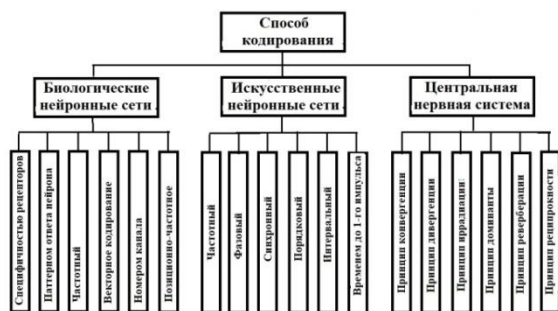 Способ
кодирования
Биологические
нейронные сети
Искусственные
нейронные сети
Центральная
нервная система
Специфичностью рецепторов
Паттерном ответа нейрона
Частотный
Векторное кодирование
Номером канала
Позиционно-частотное
Частотный
Фазовый
Синхронный
Порядковый
Интервальный
Временем до 1-го импульса
Принцип конвергенции
Принцип дивергенции
Принцип иррадиации
Принцип доминанты
Принцип реверберации
Принцип реципрокности